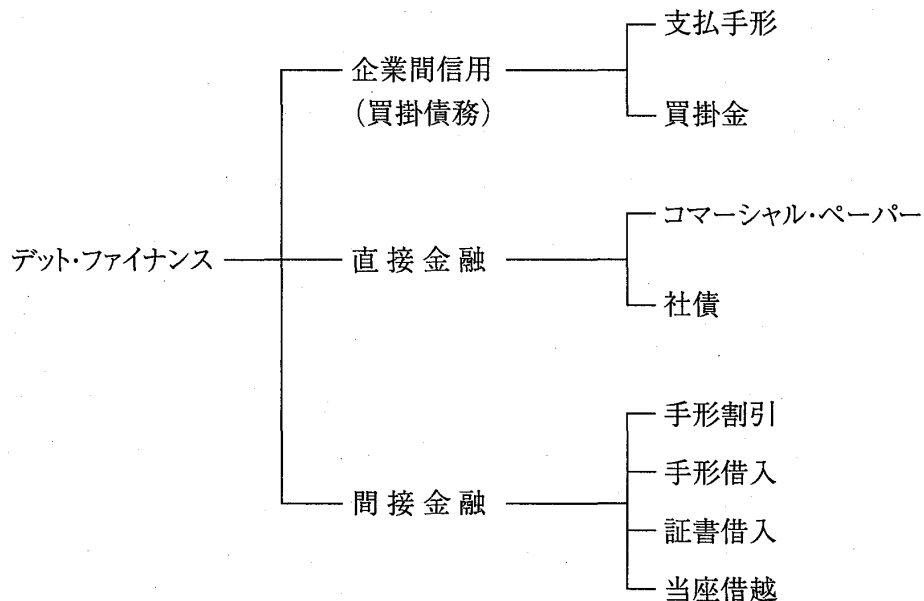 デット・ファイナンス
企業間信用
(買掛債務)
支払手形
買掛金
直接金融
コマーシャル・ペーパー
社債
間接金融
手形割引
手形借入
証書借入
当座借越